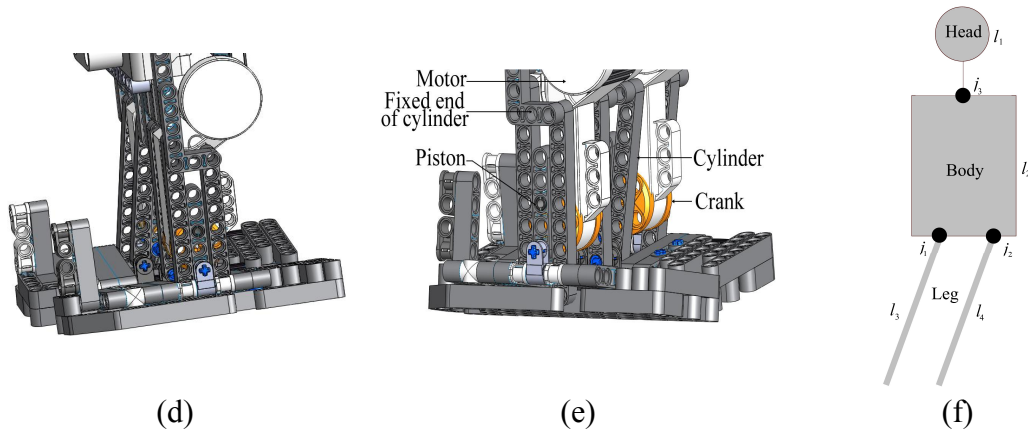 Motor
Fixed end
of cylinder
Piston
Cylinder
Crank
Head
l1
j3
Body
l2
j1
j2
Leg
l3
l4
(d)
(e)
(f)